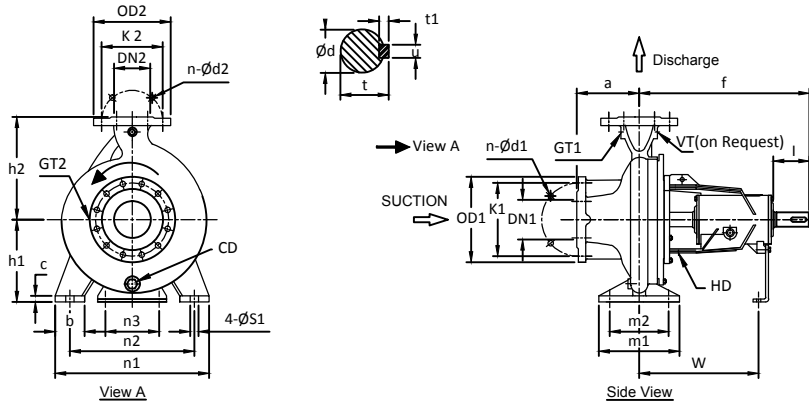 OD2
K 2
DN2
n-Ød2
h2
GT2
h1
c
CD
b
n3
4-ØS1
n2
n1
View A
t1
Ød
u
t
View A
n-Ød1
SUCTION
OD1
K1
DN1
Discharge
a
f
GT1
VT(on Request)
l
HD
m2
m1
W
Side View